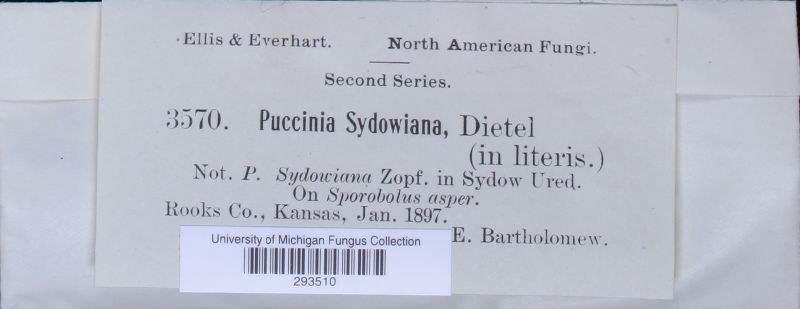 Ellis & Everhart. North American Fungi.
Second Series.
3570. Puccinia Sydowiana, Dietel
(in literis.)
Not. P. Sydowiana Zopf. in Sydow Ured.
On Sporobolus asper.
Rooks Co., Kansas, Jan. 1897.
E. Bartholomew.
University of Michigan Fungus Collection
293510